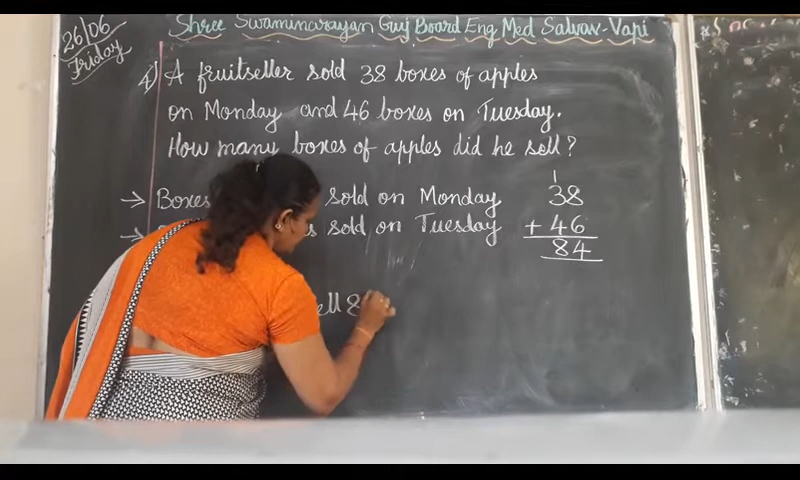 26/06
Friday
Shree Swaminarayan Guj Board Eng Med Salvav-Vapi
4) A fruitseller sold 38 boxes of apples
on Monday and 46 boxes on Tuesday.
How many boxes of apples did he sell?
→ Boxes sold on Monday
1
38
→ sold on Tuesday
+ 46
84
8